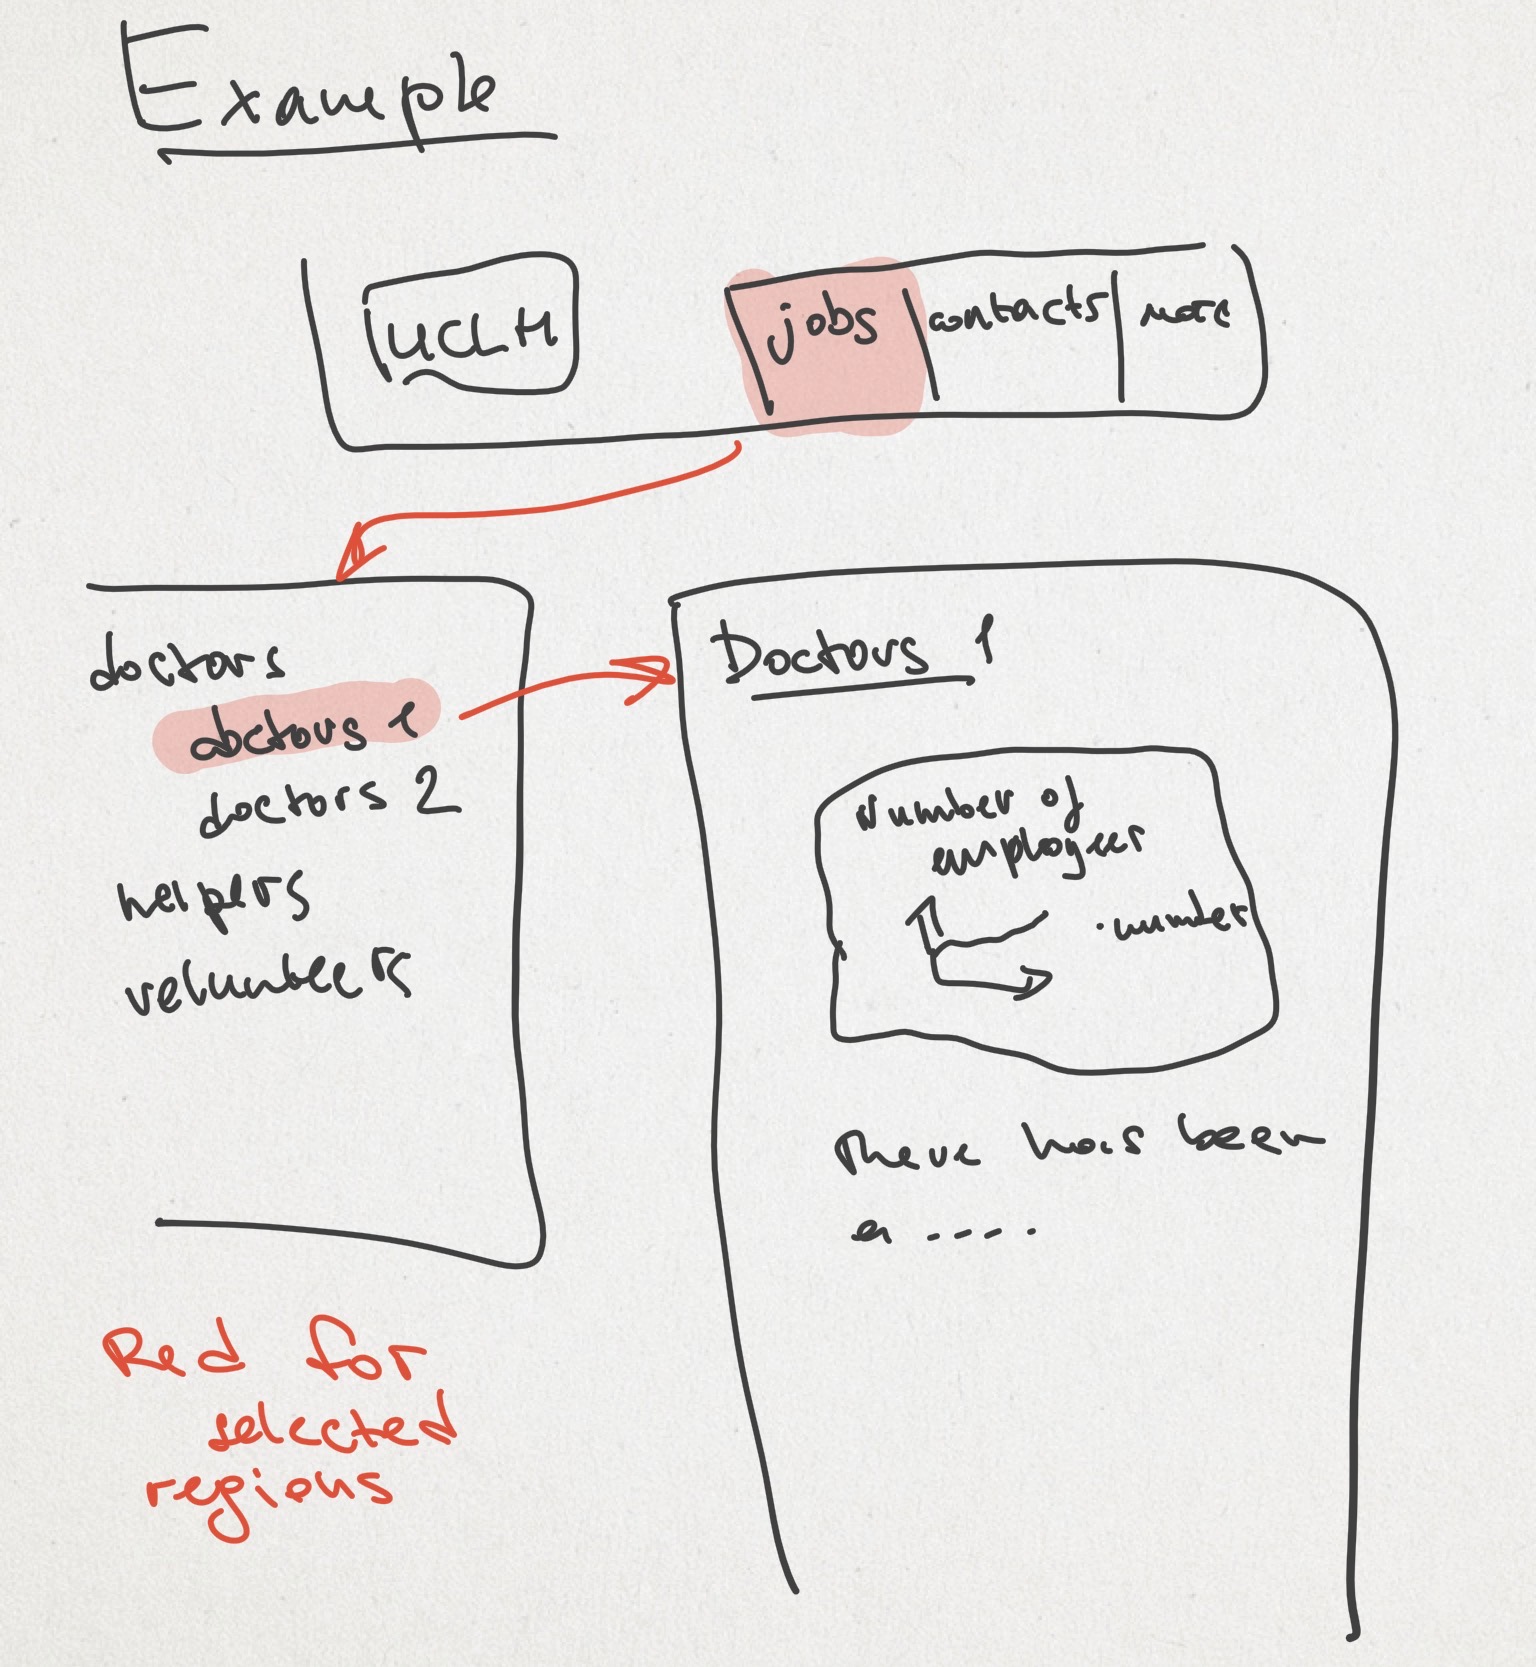 Example
UCLM
jobs
contacts
more
doctors
doctors 1
doctors 2
helpers
volunteers
Doctors 1
Number of
employees
number
There has been
a ....
Red for
selected
regions